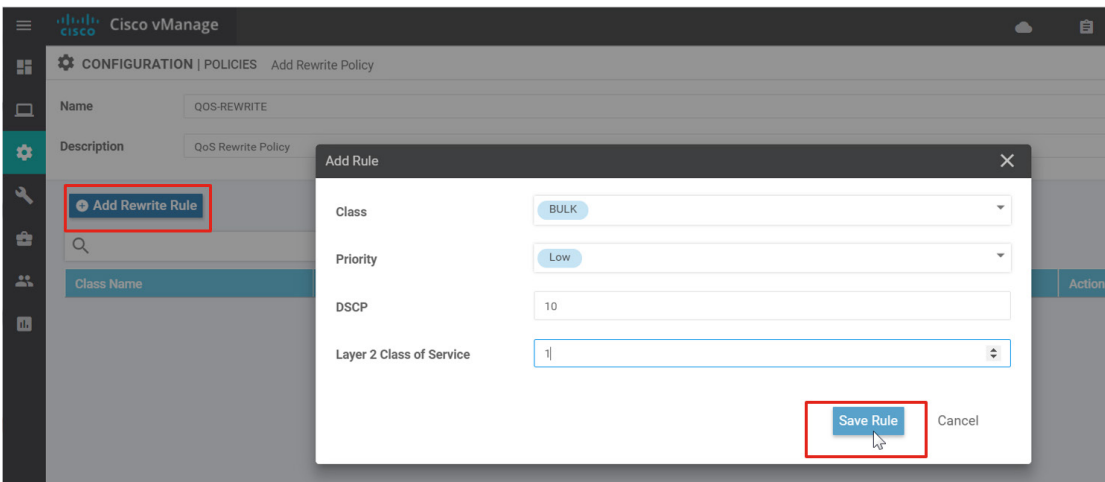 cisco Cisco vManage
CONFIGURATION | POLICIES Add Rewrite Policy
Name QOS-REWRITE
Description QoS Rewrite Policy
Add Rule
Add Rewrite Rule
Class BULK
Priority Low
Class Name Action
DSCP 10
Layer 2 Class of Service 1
Save Rule Cancel